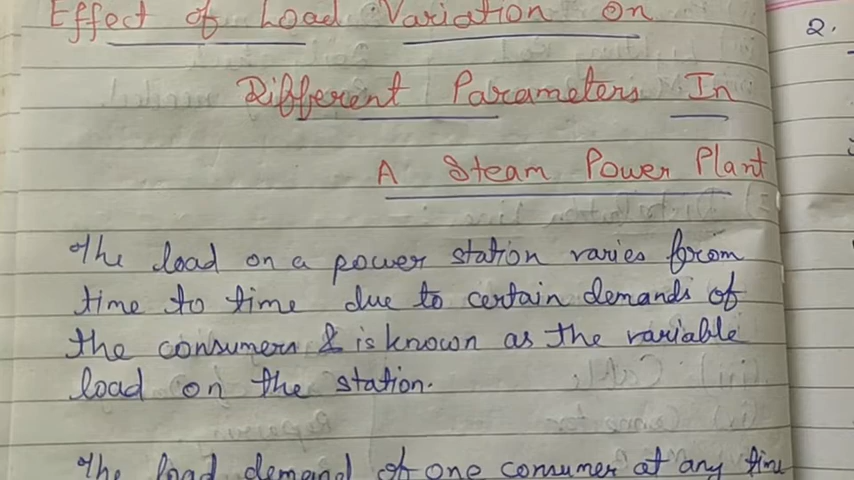 Effect of Load Variation on
Different Parameters In
A Steam Power Plant
The load on a power station varies from
time to time due to certain demands of
the consumers & is known as the variable
load on the station.
The load demand of one consumer at any time
2.